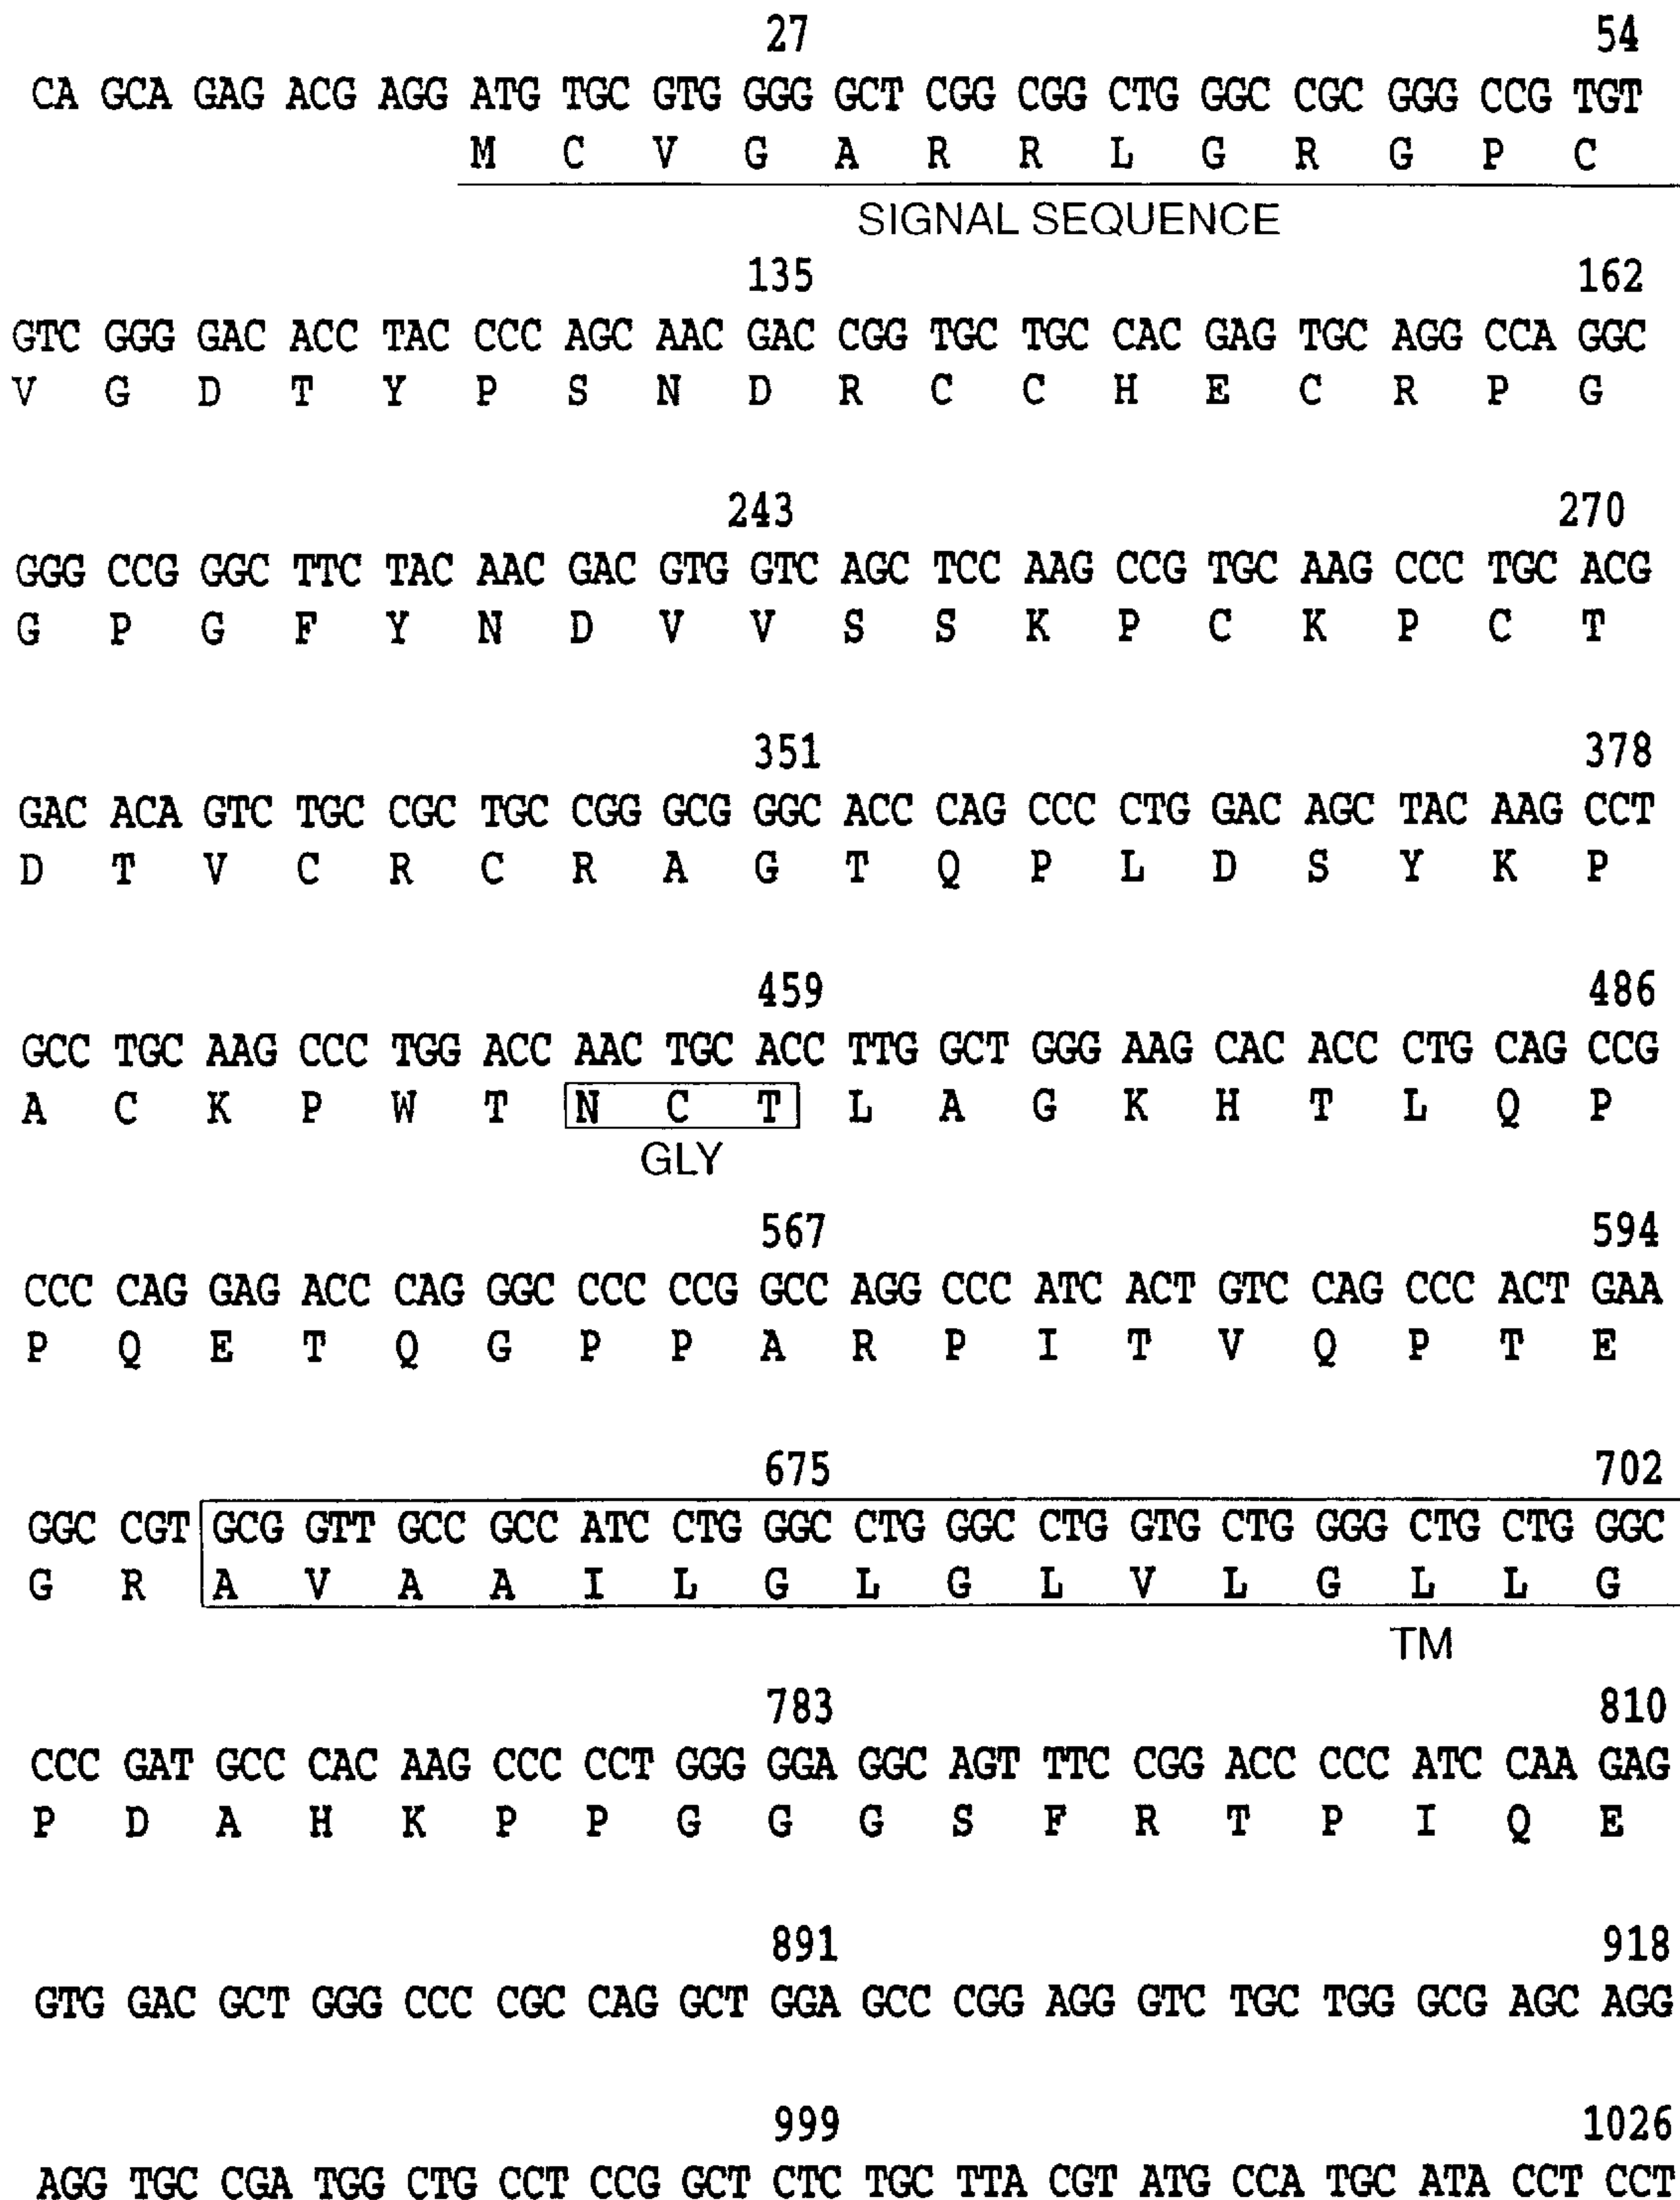 27 54
CA GCA GAG ACG AGG ATG TGC GTG GGG GCT CGG CGG CTG GGC CGC GGG CCG TGT
M C V G A R R L G R G P C
SIGNAL SEQUENCE
135 162
GTC GGG GAC ACC TAC CCC AGC AAC GAC CGG TGC TGC CAC GAG TGC AGG CCA GGC
V G D T Y P S N D R C C H E C R P G
243 270
GGG CCG GGC TTC TAC AAC GAC GTG GTC AGC TCC AAG CCG TGC AAG CCC TGC ACG
G P G F Y N D V V S S K P C K P C T
351 378
GAC ACA GTC TGC CGC TGC CGG GCG GGC ACC CAG CCC CTG GAC AGC TAC AAG CCT
D T V C R C R A G T Q P L D S Y K P
459 486
GCC TGC AAG CCC TGG ACC AAC TGC ACC TTG GCT GGG AAG CAC ACC CTG CAG CCG
A C K P W T N C T L A G K H T L Q P
GLY
567 594
CCC CAG GAG ACC CAG GGC CCC CCG GCC AGG CCC ATC ACT GTC CAG CCC ACT GAA
P Q E T Q G P P A R P I T V Q P T E
675 702
GGC CGT GCG GTT GCC GCC ATC CTG GGC CTG GGC CTG GTG CTG GGG CTG CTG GGC
G R A V A A I L G L G L V L G L L G
TM
783 810
CCC GAT GCC CAC AAG CCC CCT GGG GGA GGC AGT TTC CGG ACC CCC ATC CAA GAG
P D A H K P P G G G S F R T P I Q E
891 918
GTG GAC GCT GGG CCC CGC CAG GCT GGA GCC CGG AGG GTC TGC TGG GCG AGC AGG
999 1026
AGG TGC CGA TGG CTG CCT CCG GCT CTC TGC TTA CGT ATG CCA TGC ATA CCT CCT